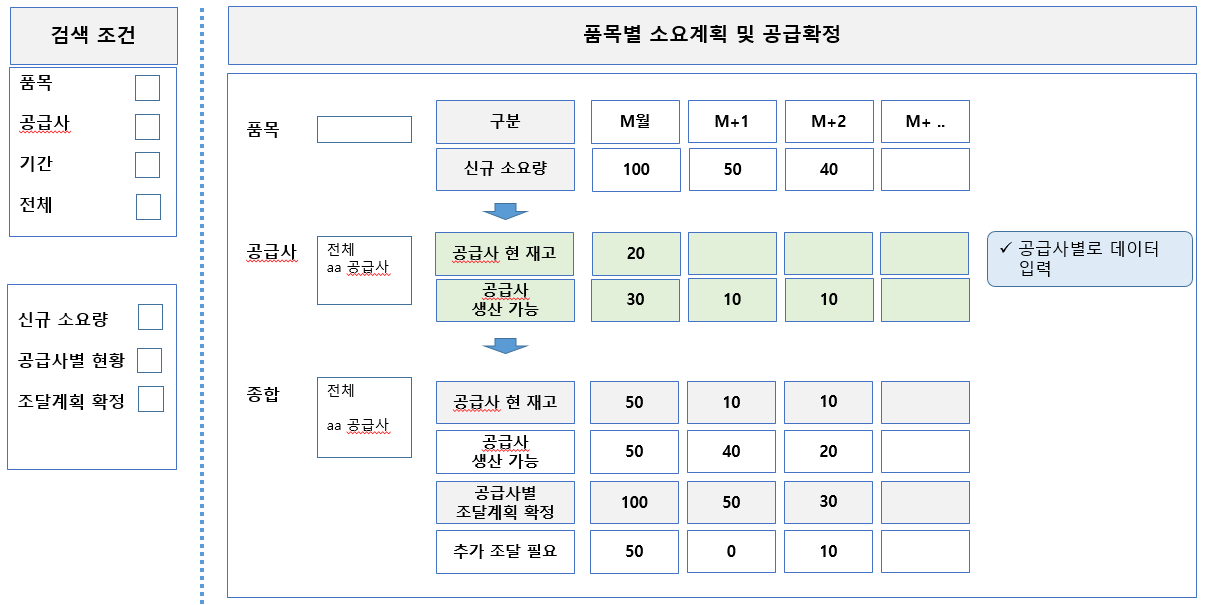 검색 조건
품목
공급사
기간
전체
신규 소요량
공급사별 현황
조달계획 확정
품목별 소요계획 및 공급확정
품목
구분 M월 M+1 M+2 M+ ..
신규 소요량 100 50 40
공급사
전체
aa 공급사
공급사 현 재고 20
공급사
생산 가능 30 10 10
✓ 공급사별로 데이터
입력
종합
전체
aa 공급사
공급사 현 재고 50 10 10
공급사
생산 가능 50 40 20
공급사별
조달계획 확정 100 50 30
추가 조달 필요 50 0 10